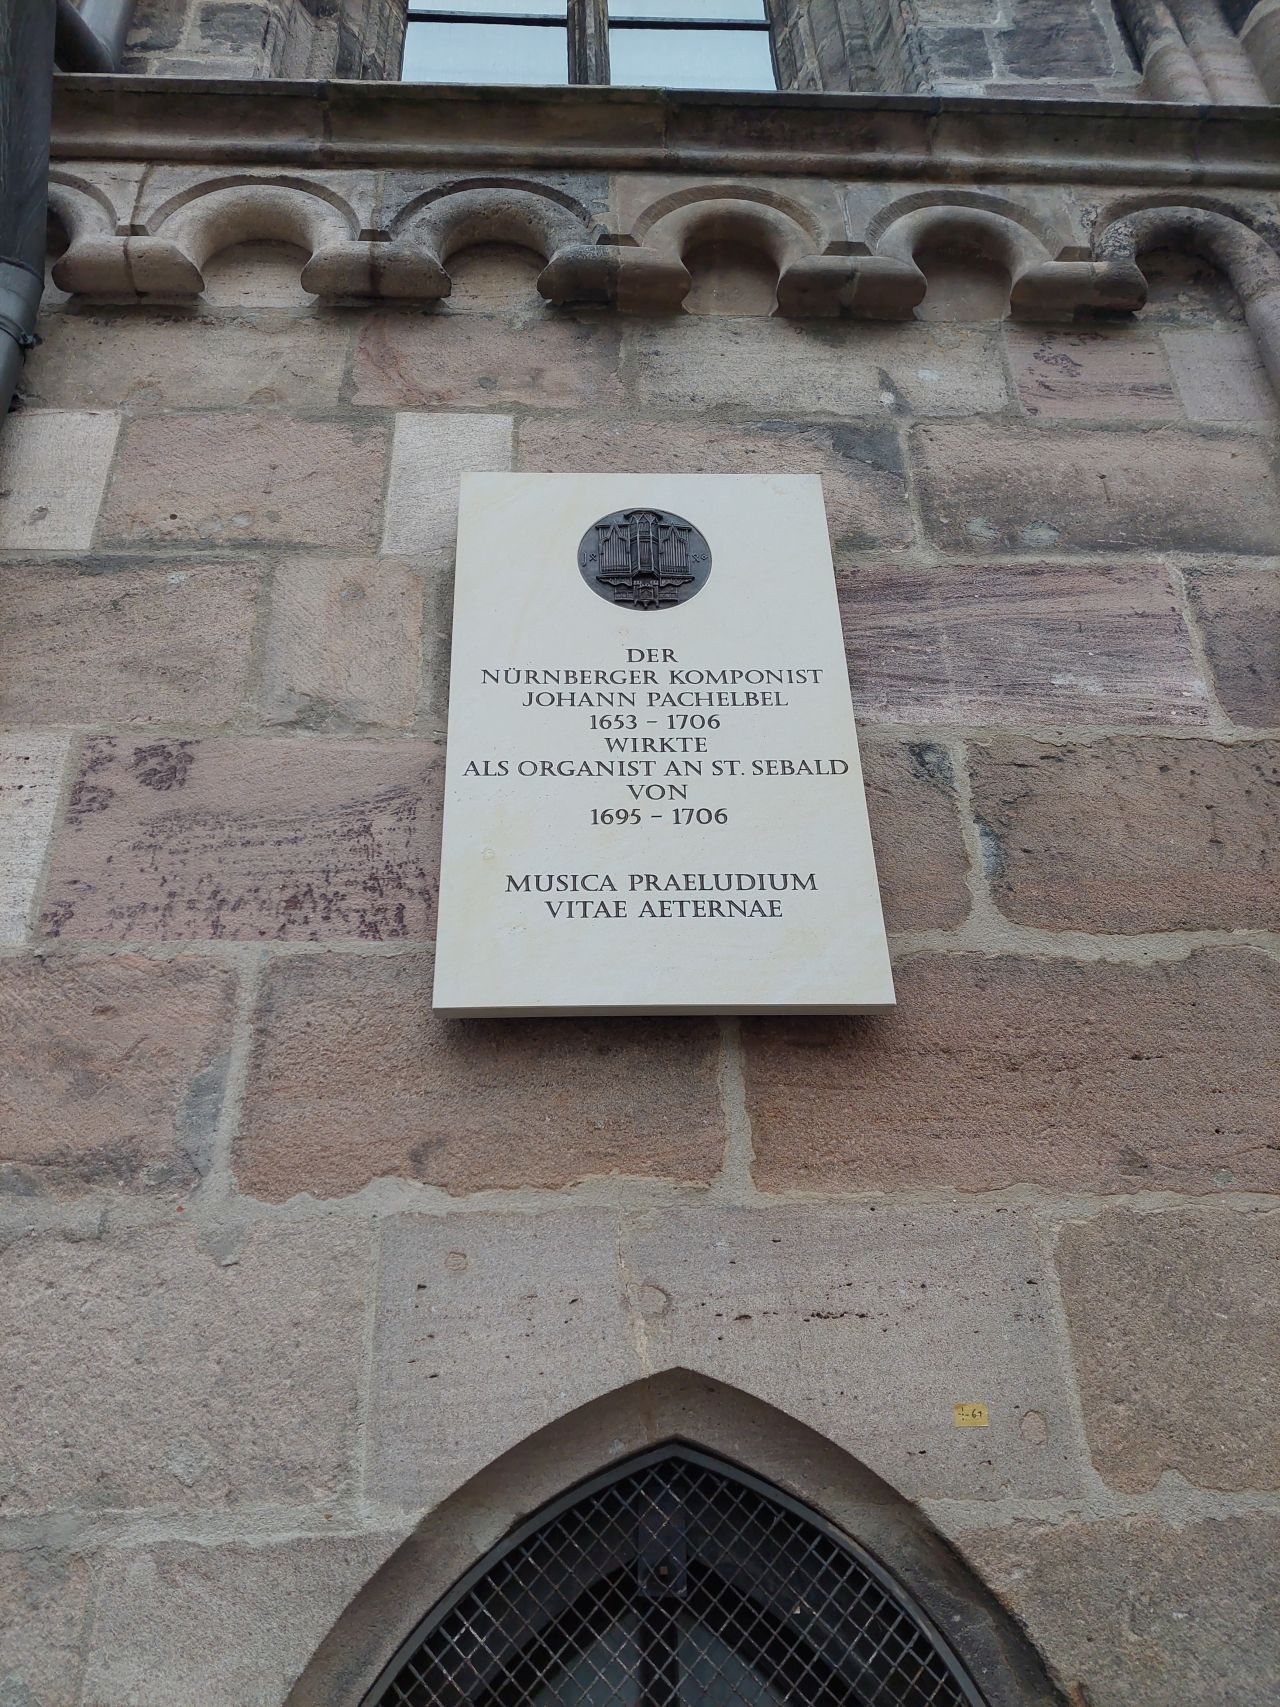 DER
NÜRNBERGER KOMPONIST
JOHANN PACHELBEL
1653 – 1706
WIRKTE
ALS ORGANIST AN ST. SEBALD
VON
1695 – 1706
MUSICA PRAELUDIUM
VITAE AETERNAE